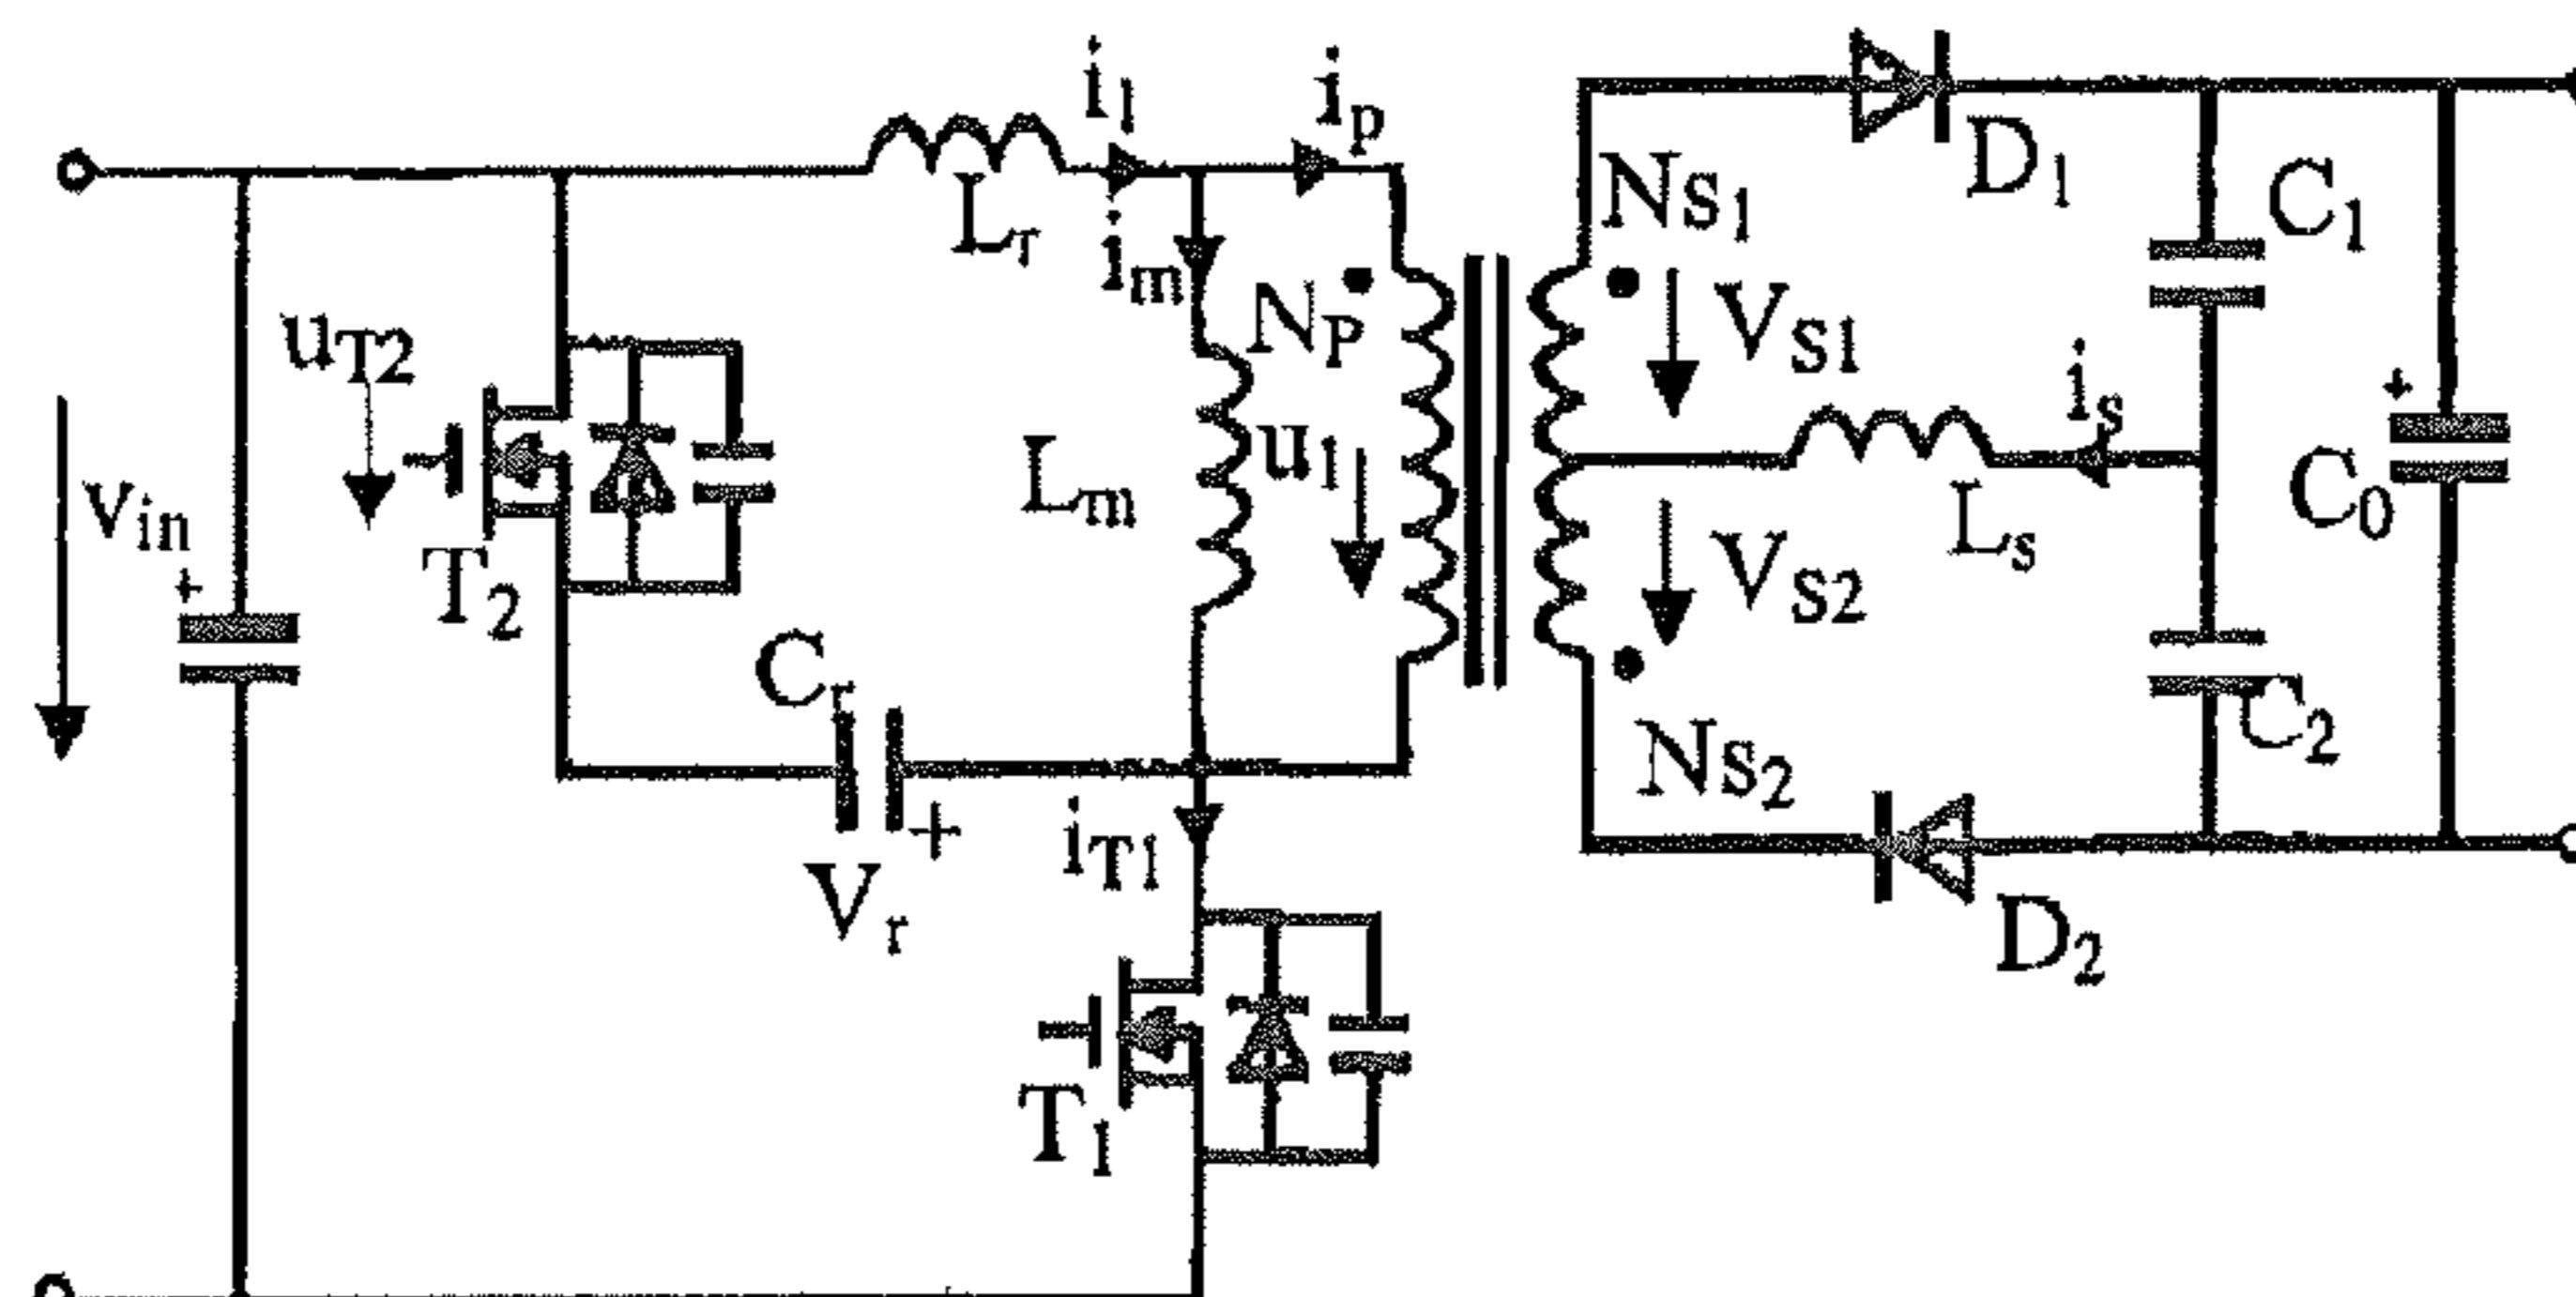 i1
ip
Lr
im
NP
NS1
D1
C1
VS1
is
uT2
Vin
+
T2
Lm
u1
VS2
Ls
+
C0
Cr
Vr
+
iT1
NS2
C2
D2
T1